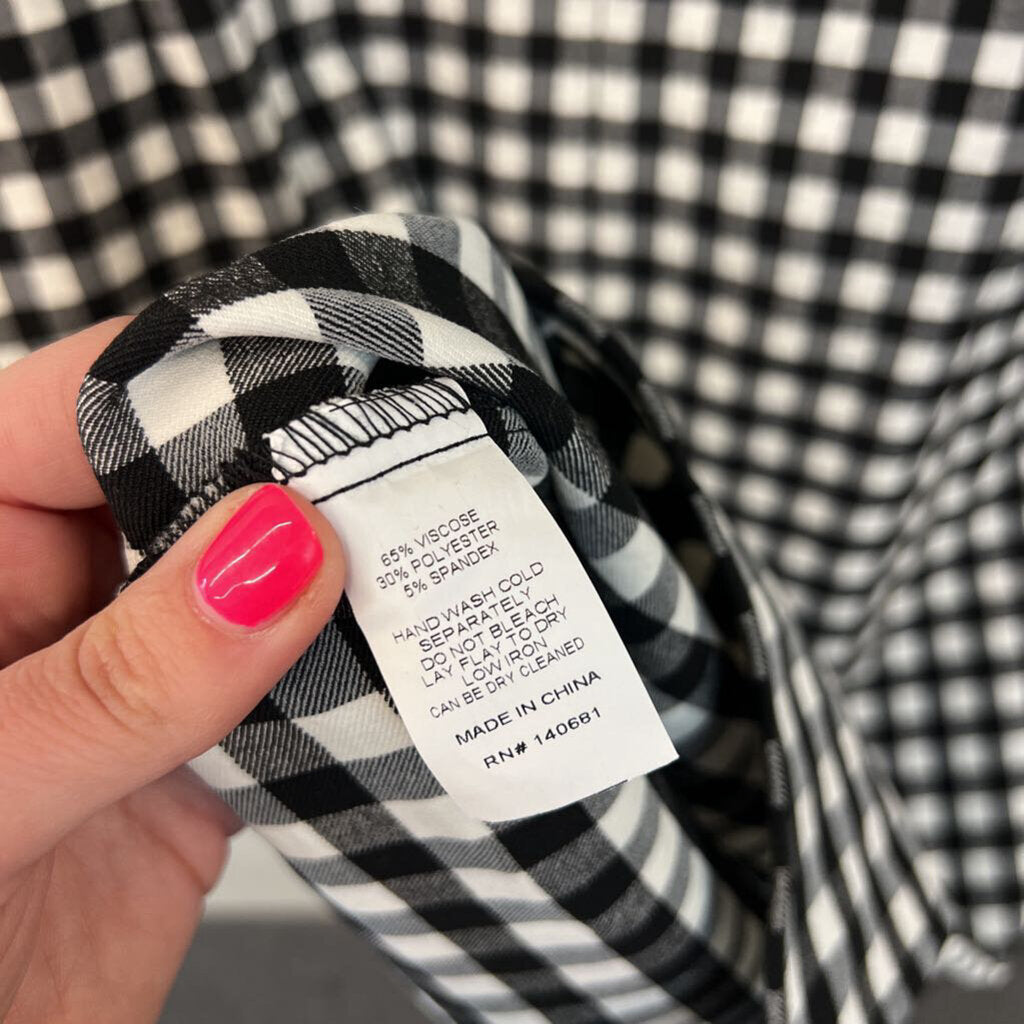 65% VISCOSE
30% POLYESTER
5% SPANDEX
HAND WASH COLD
SEPARATELY
DO NOT BLEACH
LAY FLAY TO DRY
LOW IRON
CAN BE DRY CLEANED
MADE IN CHINA
RN# 140681